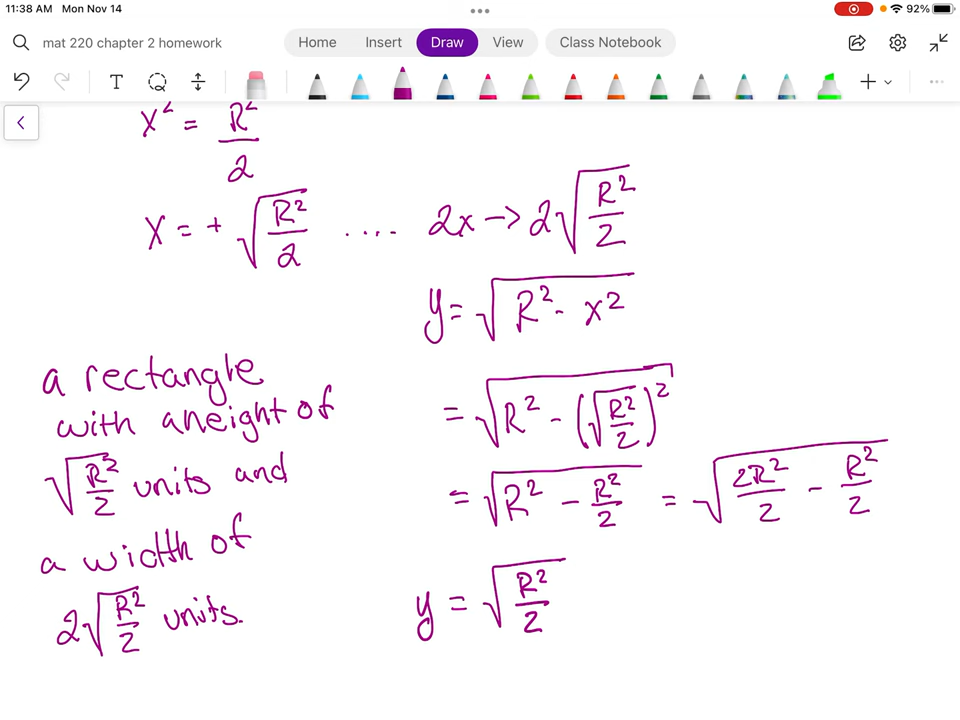 11:38 AM Mon Nov 14
92%
mat 220 chapter 2 homework
Home Insert Draw View Class Notebook
T
x² = R²/2
x = + √(R²/2) .... 2x → 2√(R²/2)
y = √(R² - x²)
= √(R² - (√(R²/2))²)
= √(R² - R²/2) = √(2R²/2 - R²/2)
y = √(R²/2)
a rectangle
with a height of
√(R²/2) units and
a width of
2√(R²/2) units.